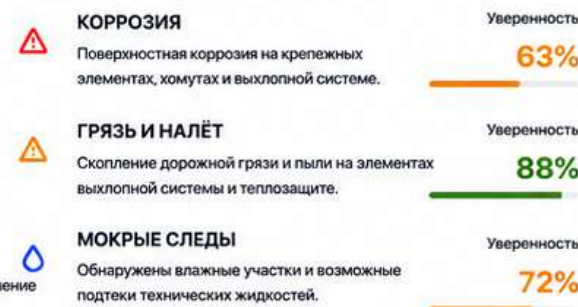 КОРРОЗИЯ
Уверенность
Поверхностная коррозия на крепежных
элементах, хомутах и выхлопной системе.
63%
ГРЯЗЬ И НАЛЁТ
Уверенность
Скопление дорожной грязи и пыли на элементах
выхлопной системы и теплозащите.
88%
МОКРЫЕ СЛЕДЫ
Уверенность
Обнаружены влажные участки и возможные
подтеки технических жидкостей.
72%